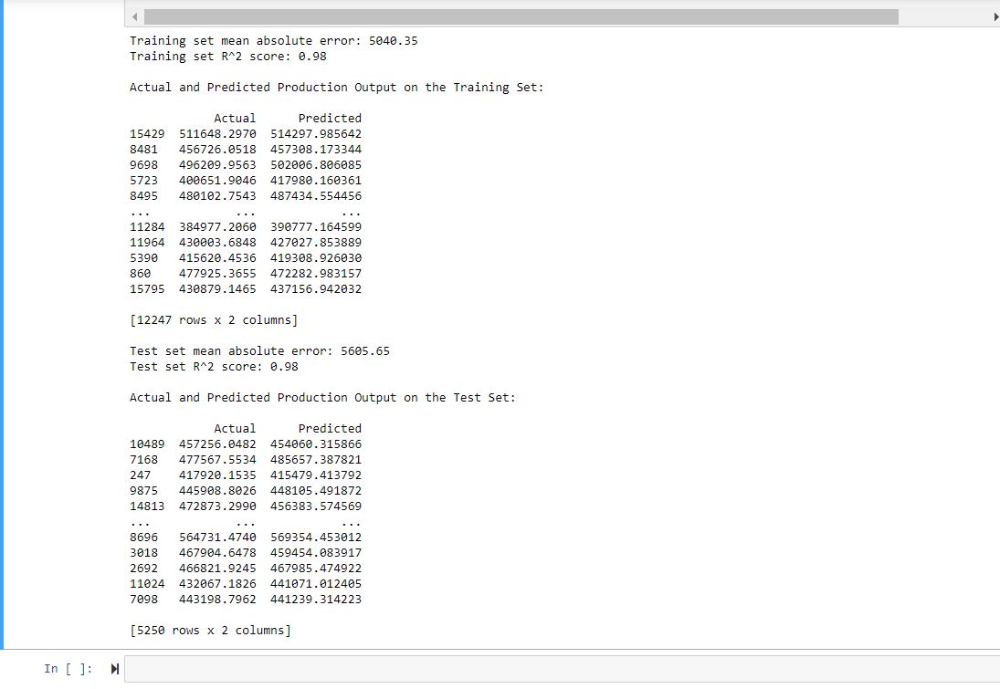 Training set mean absolute error: 5040.35
Training set R^2 score: 0.98
Actual and Predicted Production Output on the Training Set:
Actual Predicted
15429 511648.2970 514297.985642
8481 456726.0518 457308.173344
9698 496209.9563 502006.806085
5723 400651.9046 417980.160361
8495 480102.7543 487434.554456
... ... ...
11284 384977.2060 390777.164599
11964 430003.6848 427027.853889
5390 415620.4536 419308.926030
860 477925.3655 472282.983157
15795 430879.1465 437156.942032
[12247 rows x 2 columns]
Test set mean absolute error: 5605.65
Test set R^2 score: 0.98
Actual and Predicted Production Output on the Test Set:
Actual Predicted
10489 457256.0482 454060.315866
7168 477567.5534 485657.387821
247 417920.1535 415479.413792
9875 445908.8026 448105.491872
14813 472873.2990 456383.574569
... ... ...
8696 564731.4740 569354.453012
3018 467904.6478 459454.083917
2692 466821.9245 467985.474922
11024 432067.1826 441071.012405
7098 443198.7962 441239.314223
[5250 rows x 2 columns]
In [ ]: